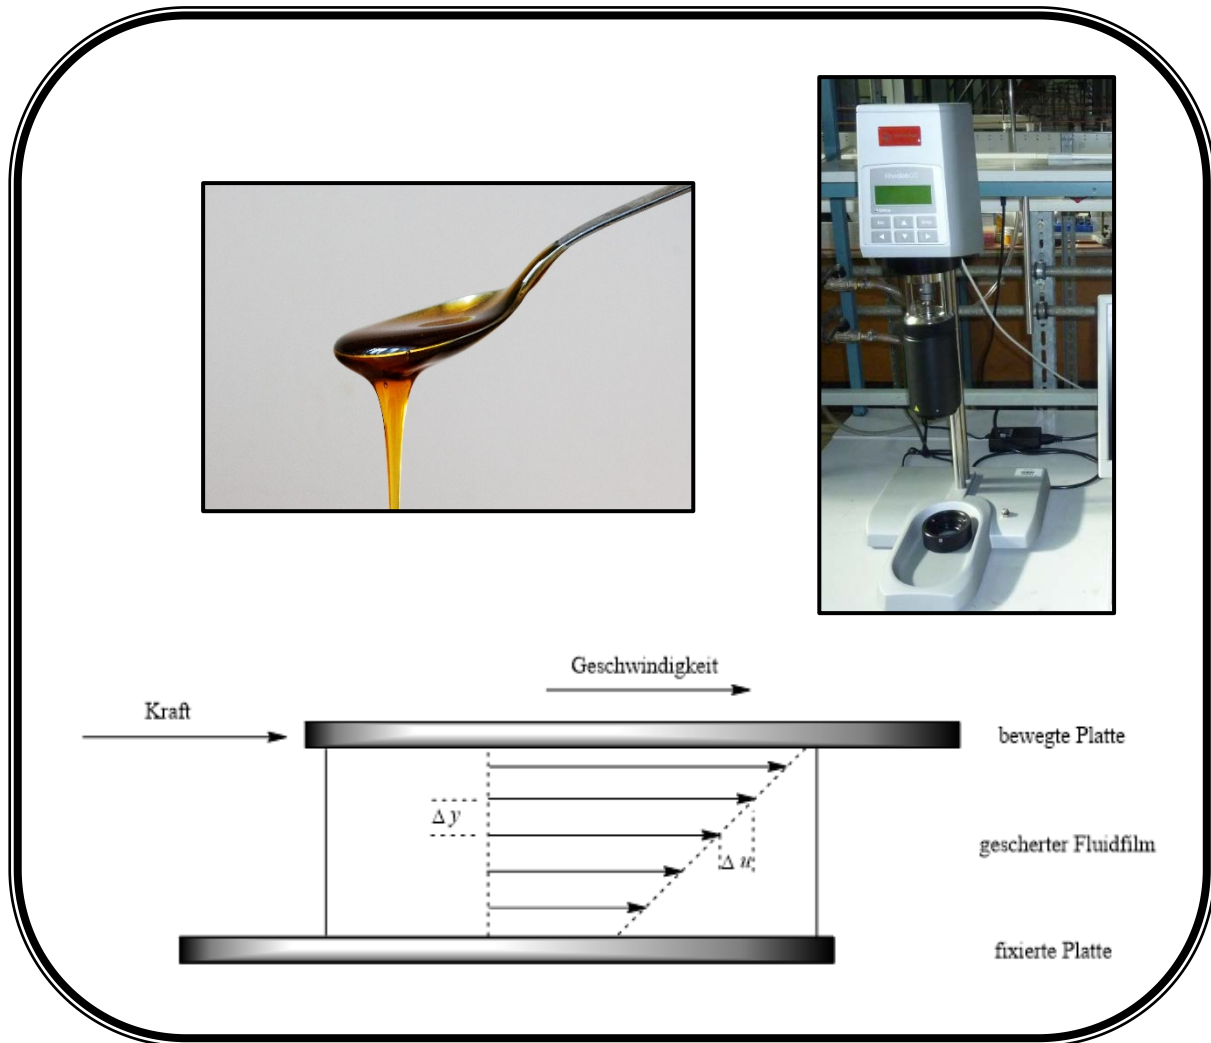 Geschwindigkeit
Kraft
bewegte Platte
Δ y
gescherter Fluidfilm
Δ u
fixierte Platte